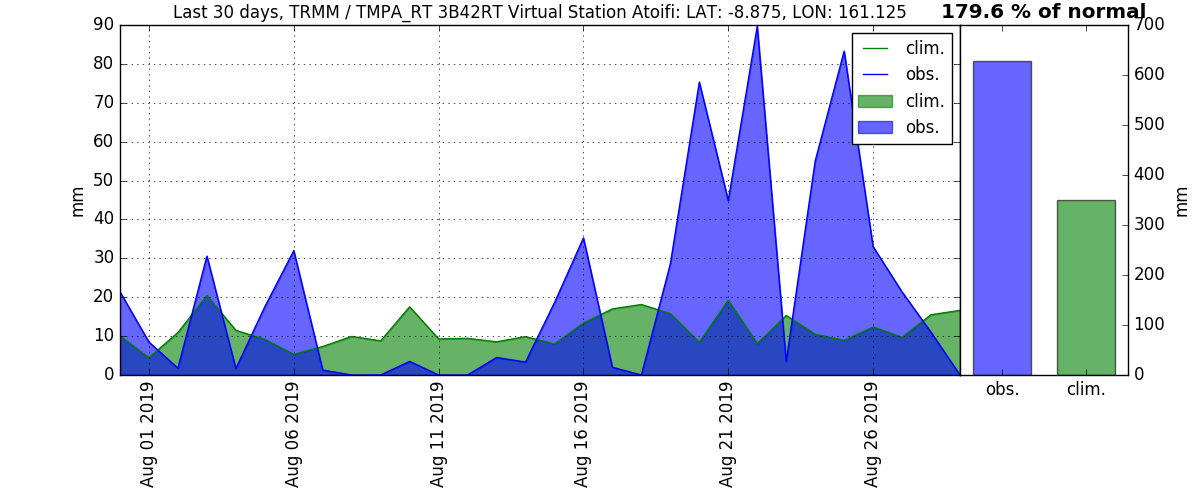 Last 30 days, TRMM / TMPA_RT 3B42RT Virtual Station Atoifi: LAT: -8.875, LON: 161.125
179.6 % of normal
90
80
70
60
50
40
30
20
10
0
mm
clim.
obs.
clim.
obs.
Aug 01 2019
Aug 06 2019
Aug 11 2019
Aug 16 2019
Aug 21 2019
Aug 26 2019
700
600
500
400
300
200
100
0
mm
obs.
clim.